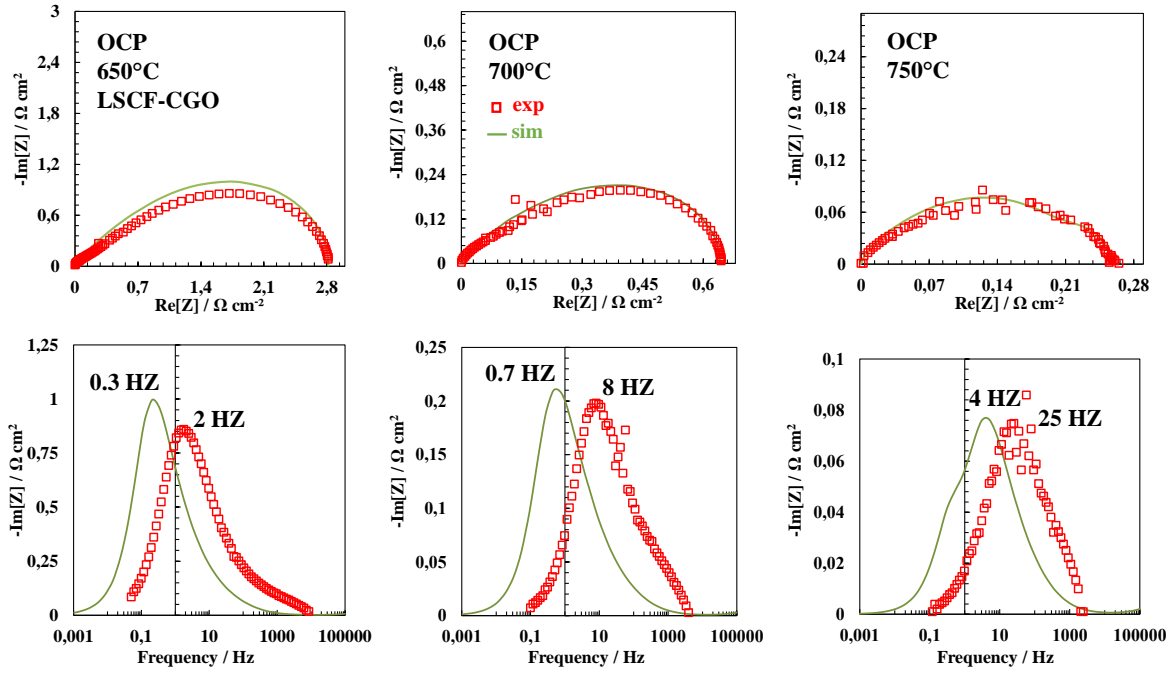 3
2,4
1,8
1,2
0,6
0
-Im[Z] / Ω cm²
OCP
650°C
LSCF-CGO
0 0,7 1,4 2,1 2,8
Re[Z] / Ω cm⁻²
0,6
0,48
0,36
0,24
0,12
0
-Im[Z] / Ω cm²
OCP
700°C
exp
sim
0 0,15 0,3 0,45 0,6
Re[Z] / Ω cm⁻²
0,24
0,18
0,12
0,06
0
-Im[Z] / Ω cm²
OCP
750°C
0 0,07 0,14 0,21 0,28
Re[Z] / Ω cm⁻²
1,25
1
0,75
0,5
0,25
0
-Im[Z] / Ω cm²
0.3 HZ
2 HZ
0,001 0,1 10 1000 100000
Frequency / Hz
0,25
0,2
0,15
0,1
0,05
0
-Im[Z] / Ω cm²
0.7 HZ
8 HZ
0,001 0,1 10 1000 100000
Frequency / Hz
0,1
0,08
0,06
0,04
0,02
0
-Im[Z] / Ω cm²
4 HZ
25 HZ
0,001 0,1 10 1000 100000
Frequency / Hz